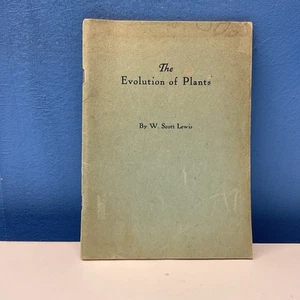 The
Evolution of Plants
By W. Scott Lewis